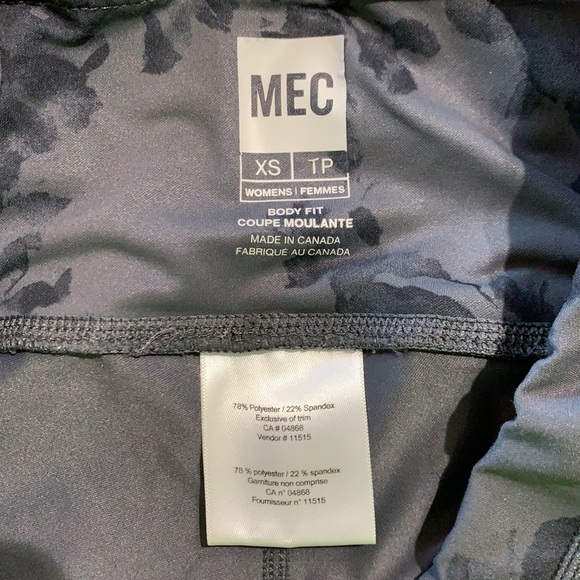 MEC
XS | TP
WOMENS | FEMMES
BODY FIT
COUPE MOULANTE
MADE IN CANADA
FABRIQUE AU CANADA
78% Polyester / 22% Spandex
Exclusive of trim
CA # 04868
Vendor # 11515
78 % polyester / 22 % spandex
Garniture non comprise
CA n° 04868
Fournisseur n° 11515